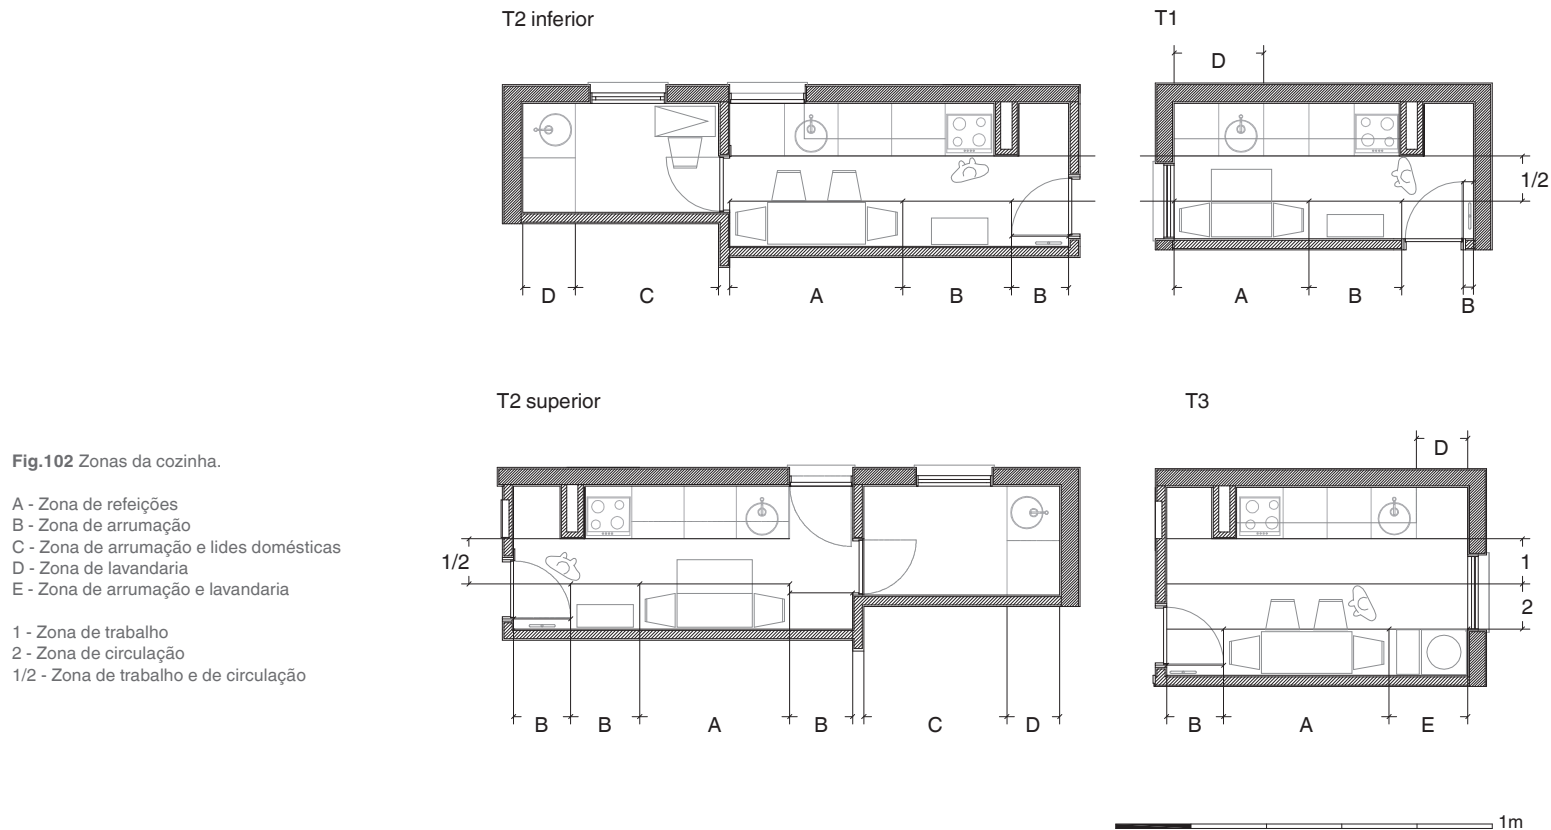 T2 inferior
T1
D
1/2
D C A B B
A B B
T2 superior
T3
D
Fig.102 Zonas da cozinha.
A - Zona de refeições
B - Zona de arrumação
C - Zona de arrumação e lides domésticas
D - Zona de lavandaria
E - Zona de arrumação e lavandaria
1 - Zona de trabalho
2 - Zona de circulação
1/2 - Zona de trabalho e de circulação
1/2
1
2
B B A B C D
B A E
1m